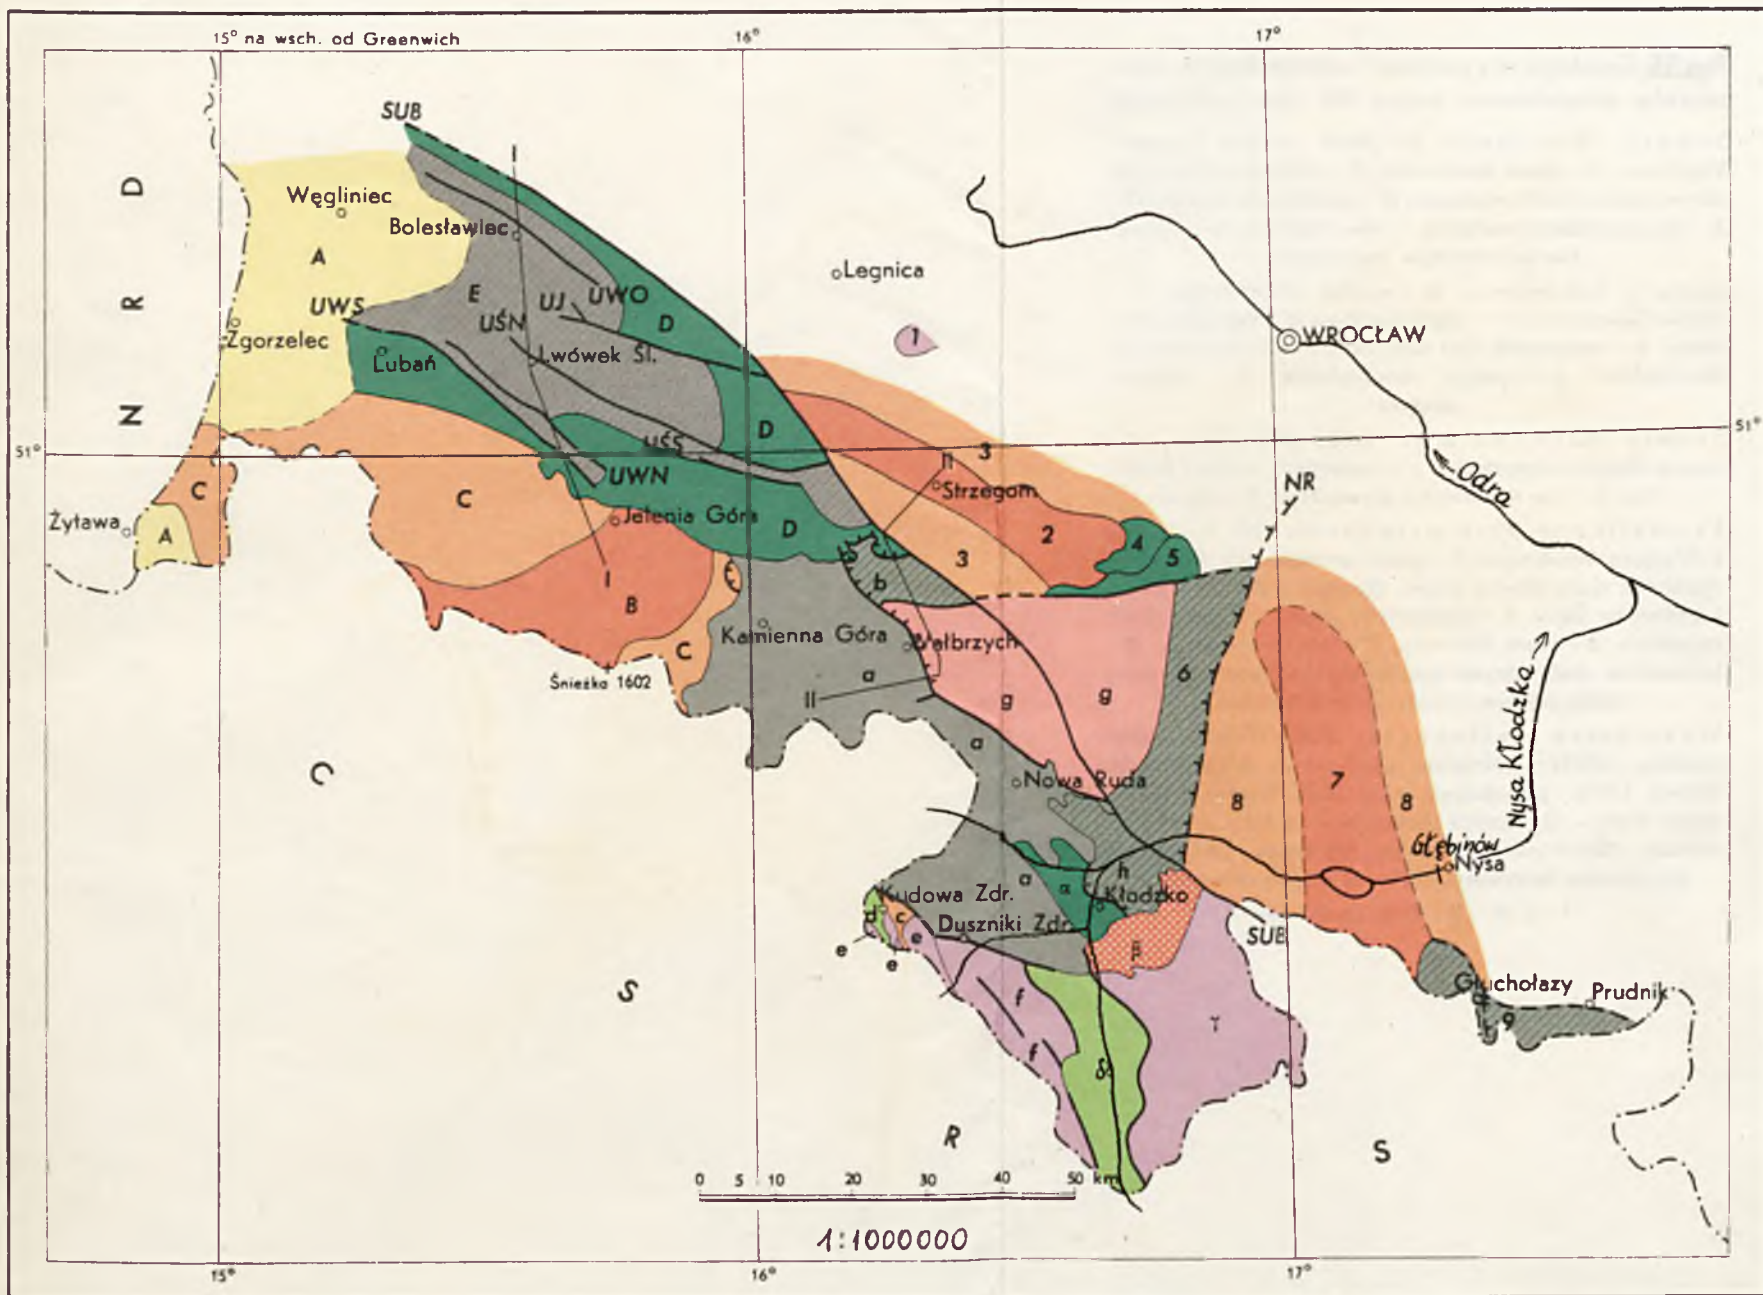 15° na wsch. od Greenwich
16°
17°
SUB
I
N R D
Węgliniec
Bolesławiec
A
Legnica
E
UJ
UWO
UWS
UŚN
D
1
WROCŁAW
Zgorzelec
Lwówek Śl.
Lubań
51°
D
3
51°
UŚS
II
UWN
NR
Odra
C
C
Strzegom
Żytawa
A
Jelenia Góra
D
2
4
5
3
I
b
B
Kamienna Góra
Wałbrzych
C
a
6
Śnieżka 1602
II
g
g
Nysa Kłodzka
a
C
Nowa Ruda
8
7
8
Głębinów
Nysa
h
a
α
Kudowa Zdr.
Kłodzko
d
c
Duszniki Zdr.
SUB
e
e
e
β
S
Głuchołazy
Prudnik
f
γ
9
f
δ
R
S
0 5 10 20 30 40 50 km
1:1000000
15°
16°
17°